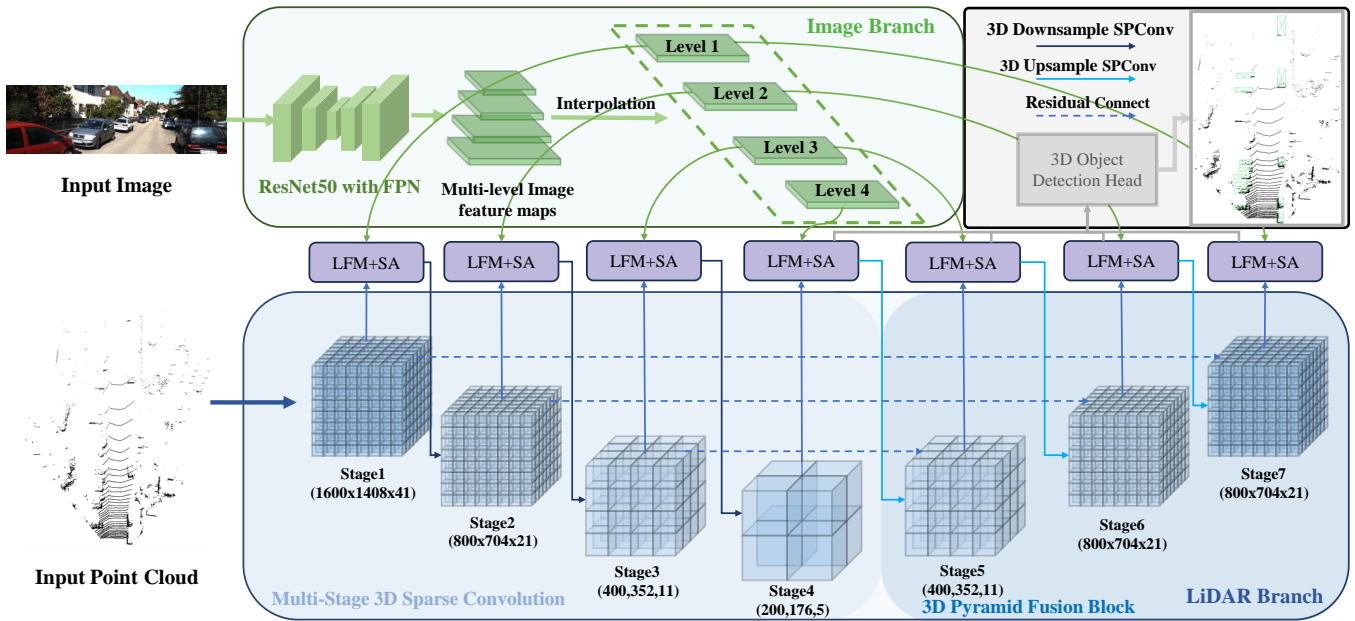 Image Branch
Level 1
Level 2
Level 3
Level 4
Interpolation
Input Image
ResNet50 with FPN
Multi-level Image
feature maps
3D Downsample SPConv
3D Upsample SPConv
Residual Connect
3D Object
Detection Head
LFM+SA
LFM+SA
LFM+SA
LFM+SA
LFM+SA
LFM+SA
LFM+SA
Input Point Cloud
Stage1
(1600x1408x41)
Stage2
(800x704x21)
Stage3
(400,352,11)
Stage4
(200,176,5)
Stage5
(400,352,11)
Stage6
(800x704x21)
Stage7
(800x704x21)
Multi-Stage 3D Sparse Convolution
3D Pyramid Fusion Block
LiDAR Branch